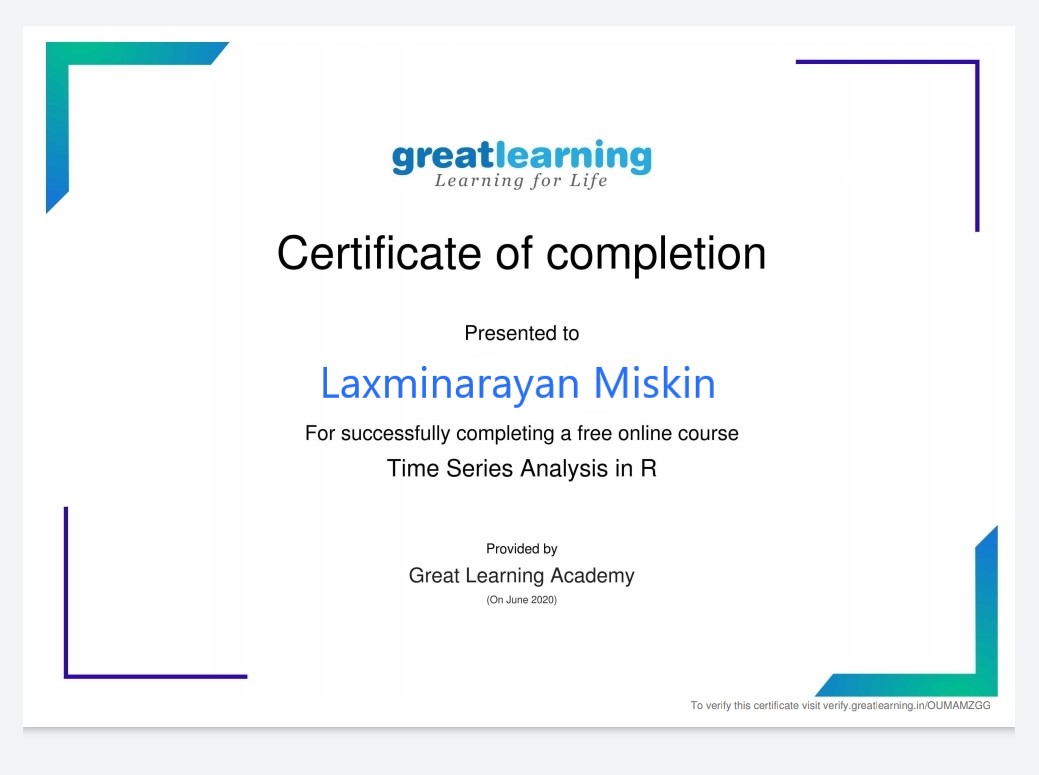 greatlearning
Learning for Life
Certificate of completion
Presented to
Laxminarayan Miskin
For successfully completing a free online course
Time Series Analysis in R
Provided by
Great Learning Academy
(On June 2020)
To verify this certificate visit verify.greatlearning.in/OUMAMZGG